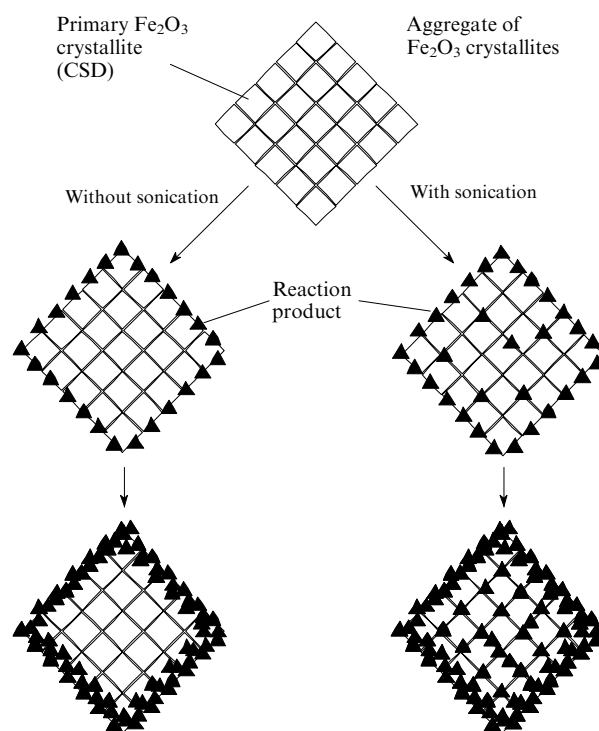 Primary Fe₂O₃
crystallite
(CSD)
Aggregate of
Fe₂O₃ crystallites
Without sonication
With sonication
Reaction
product